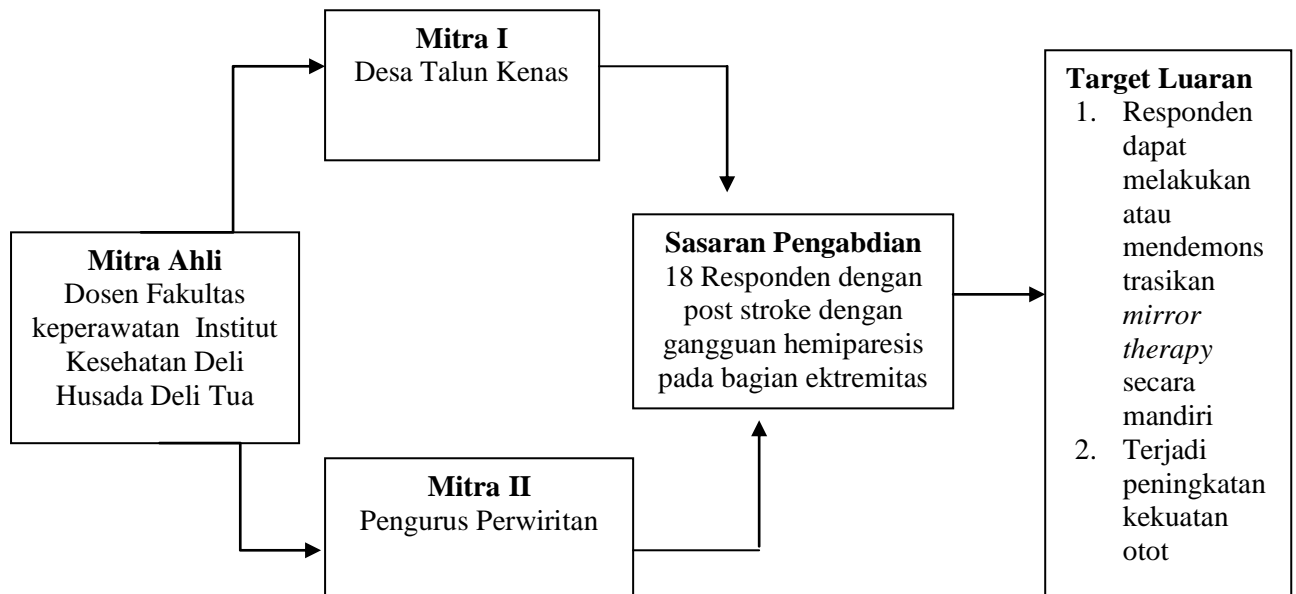 Mitra I
Desa Talun Kenas
Mitra Ahli
Dosen Fakultas
keperawatan Institut
Kesehatan Deli
Husada Deli Tua
Mitra II
Pengurus Perwiritan
Sasaran Pengabdian
18 Responden dengan
post stroke dengan
gangguan hemiparesis
pada bagian ektremitas
Target Luaran
1. Responden
dapat
melakukan
atau
mendemons
trasikan
mirror
therapy
secara
mandiri
2. Terjadi
peningkatan
kekuatan
otot